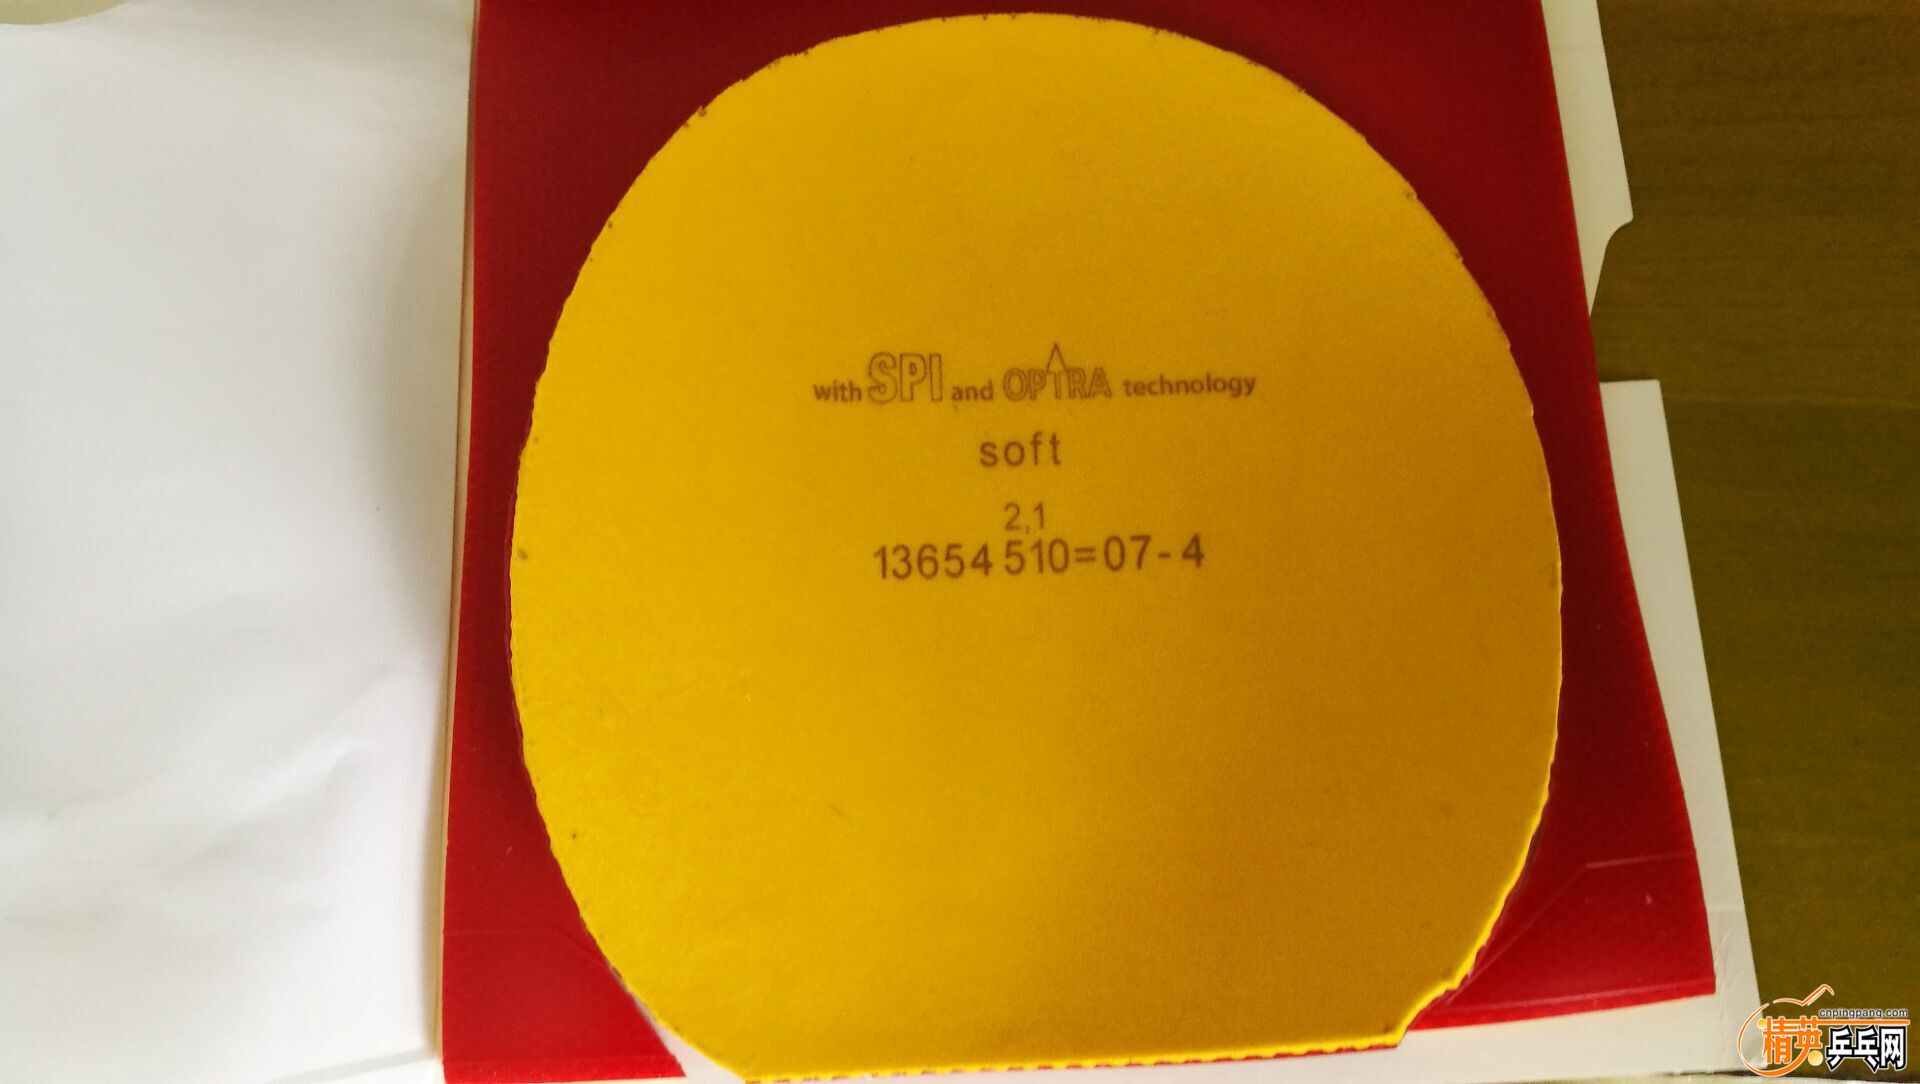 with SPI and OPTRA technology
soft
2,1
13654 510=07-4
cnpingpang.com
精英乒乓网